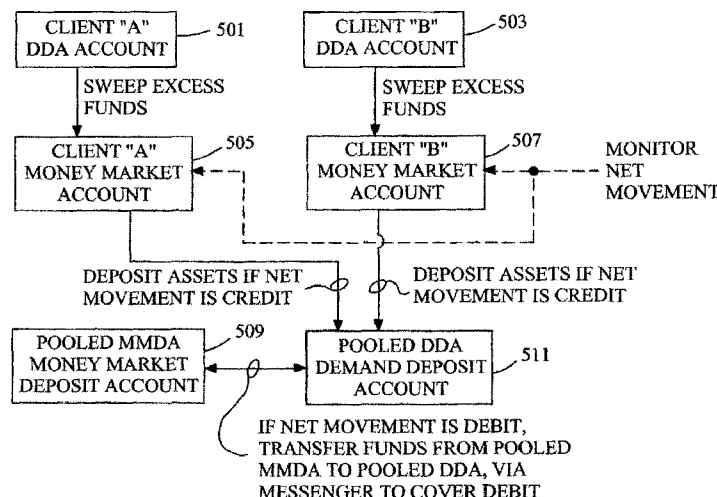 CLIENT "A"
DDA ACCOUNT
501
CLIENT "B"
DDA ACCOUNT
503
SWEEP EXCESS
FUNDS
SWEEP EXCESS
FUNDS
CLIENT "A"
MONEY MARKET
ACCOUNT
505
CLIENT "B"
MONEY MARKET
ACCOUNT
507
MONITOR
NET
MOVEMENT
DEPOSIT ASSETS IF NET
MOVEMENT IS CREDIT
DEPOSIT ASSETS IF NET
MOVEMENT IS CREDIT
POOLED MMDA
MONEY MARKET
DEPOSIT ACCOUNT
509
POOLED DDA
DEMAND DEPOSIT
ACCOUNT
511
IF NET MOVEMENT IS DEBIT,
TRANSFER FUNDS FROM POOLED
MMDA TO POOLED DDA, VIA
MESSENGER TO COVER DEBIT